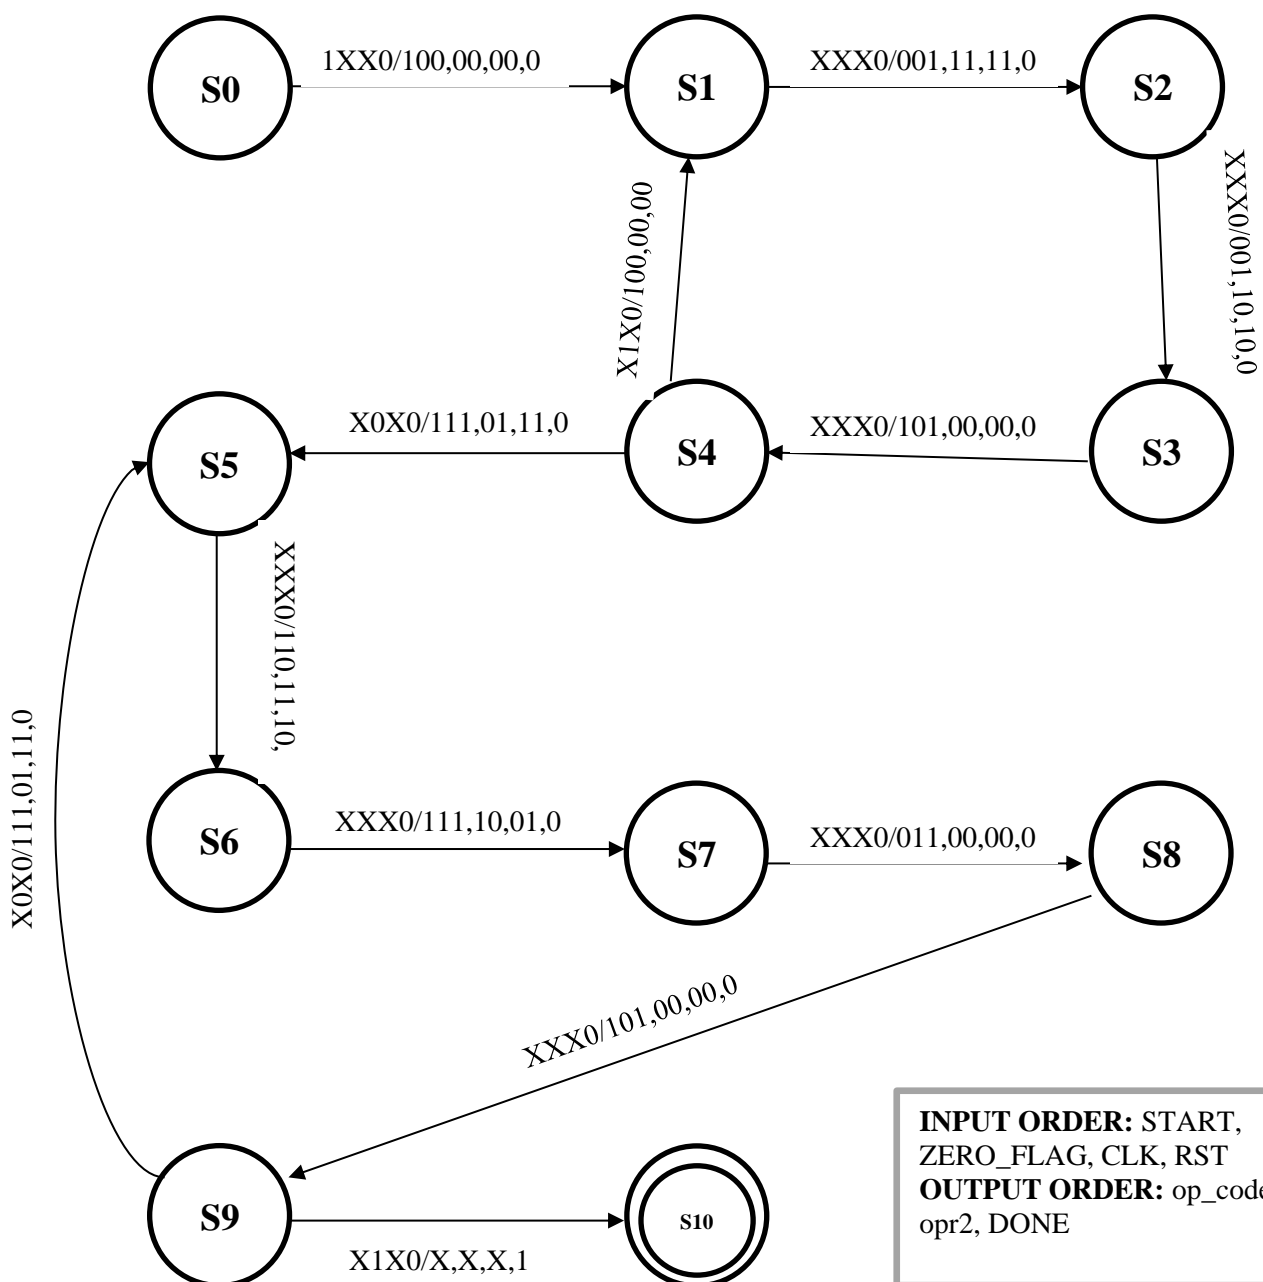 1XX0/100,00,00,0
XXX0/001,11,11,0
S0
S1
S2
XXX0/001,10,10,0
X1X0/100,00,00
X0X0/111,01,11,0
XXX0/101,00,00,0
S5
S4
S3
XXX0/110,11,10,
X0X0/111,01,11,0
XXX0/111,10,01,0
XXX0/011,00,00,0
S6
S7
S8
XXX0/101,00,00,0
S9
S10
X1X0/X,X,X,1
INPUT ORDER: START,
ZERO_FLAG, CLK, RST
OUTPUT ORDER: op_code
opr2, DONE